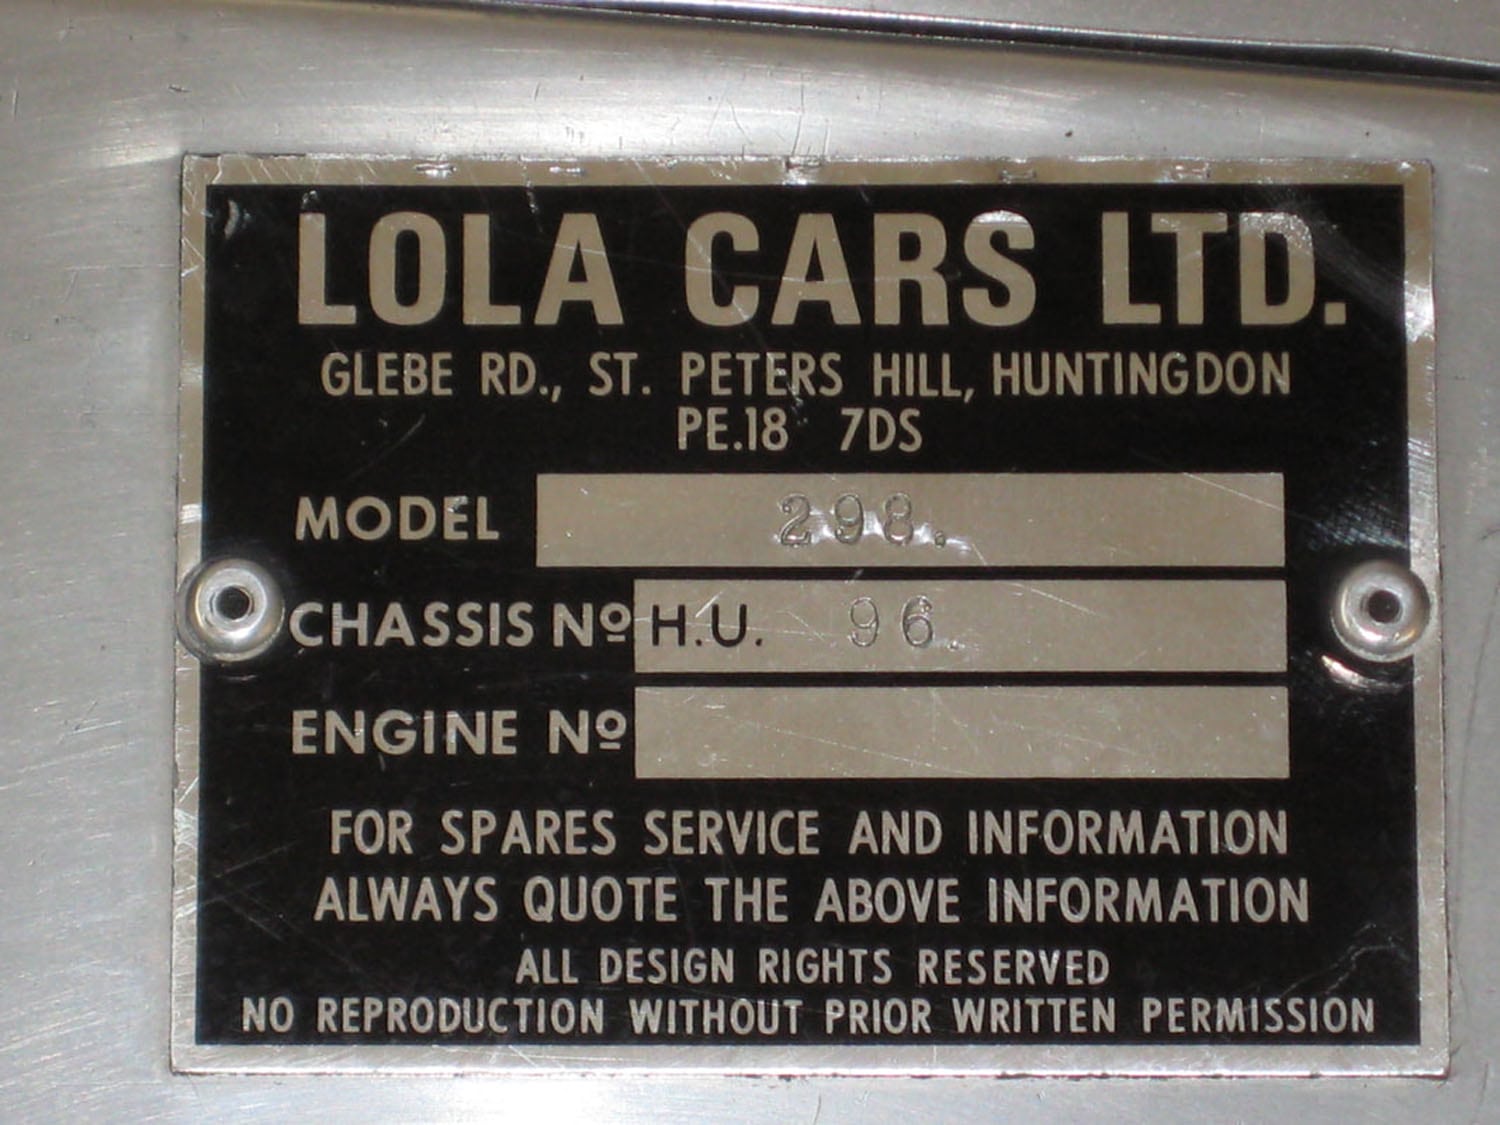 LOLA CARS LTD.
GLEBE RD., ST. PETERS HILL, HUNTINGDON
PE.18 7DS
MODEL 298.
CHASSIS Nº H.U. 96.
ENGINE Nº
FOR SPARES SERVICE AND INFORMATION
ALWAYS QUOTE THE ABOVE INFORMATION
ALL DESIGN RIGHTS RESERVED
NO REPRODUCTION WITHOUT PRIOR WRITTEN PERMISSION